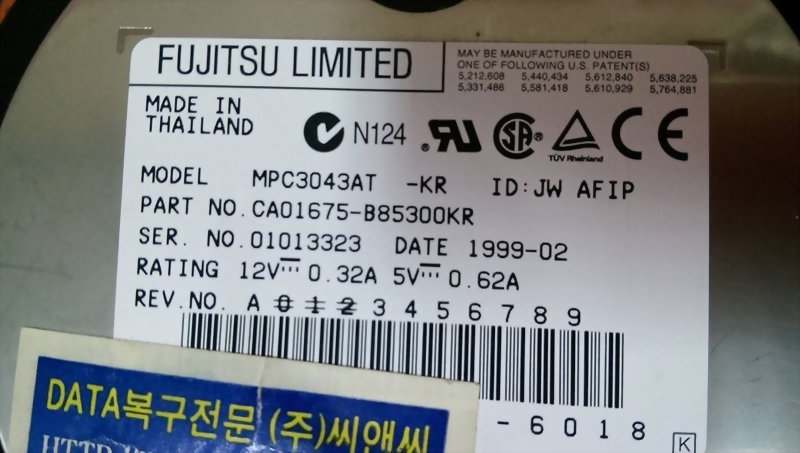 FUJITSU LIMITED
MAY BE MANUFACTURED UNDER
ONE OF FOLLOWING U.S. PATENT(S)
5,212,608 5,440,434 5,612,840 5,638,225
5,331,486 5,581,418 5,610,929 5,764,881
MADE IN
THAILAND
N124
TÜV Rheinland
MODEL MPC3043AT -KR ID:JW AFIP
PART NO.CA01675-B85300KR
SER. NO.01013323 DATE 1999-02
RATING 12V 0.32A 5V 0.62A
REV.NO. A 0 1 2 3 4 5 6 7 8 9
-6018
K
DATA복구전문 (주)씨앤씨